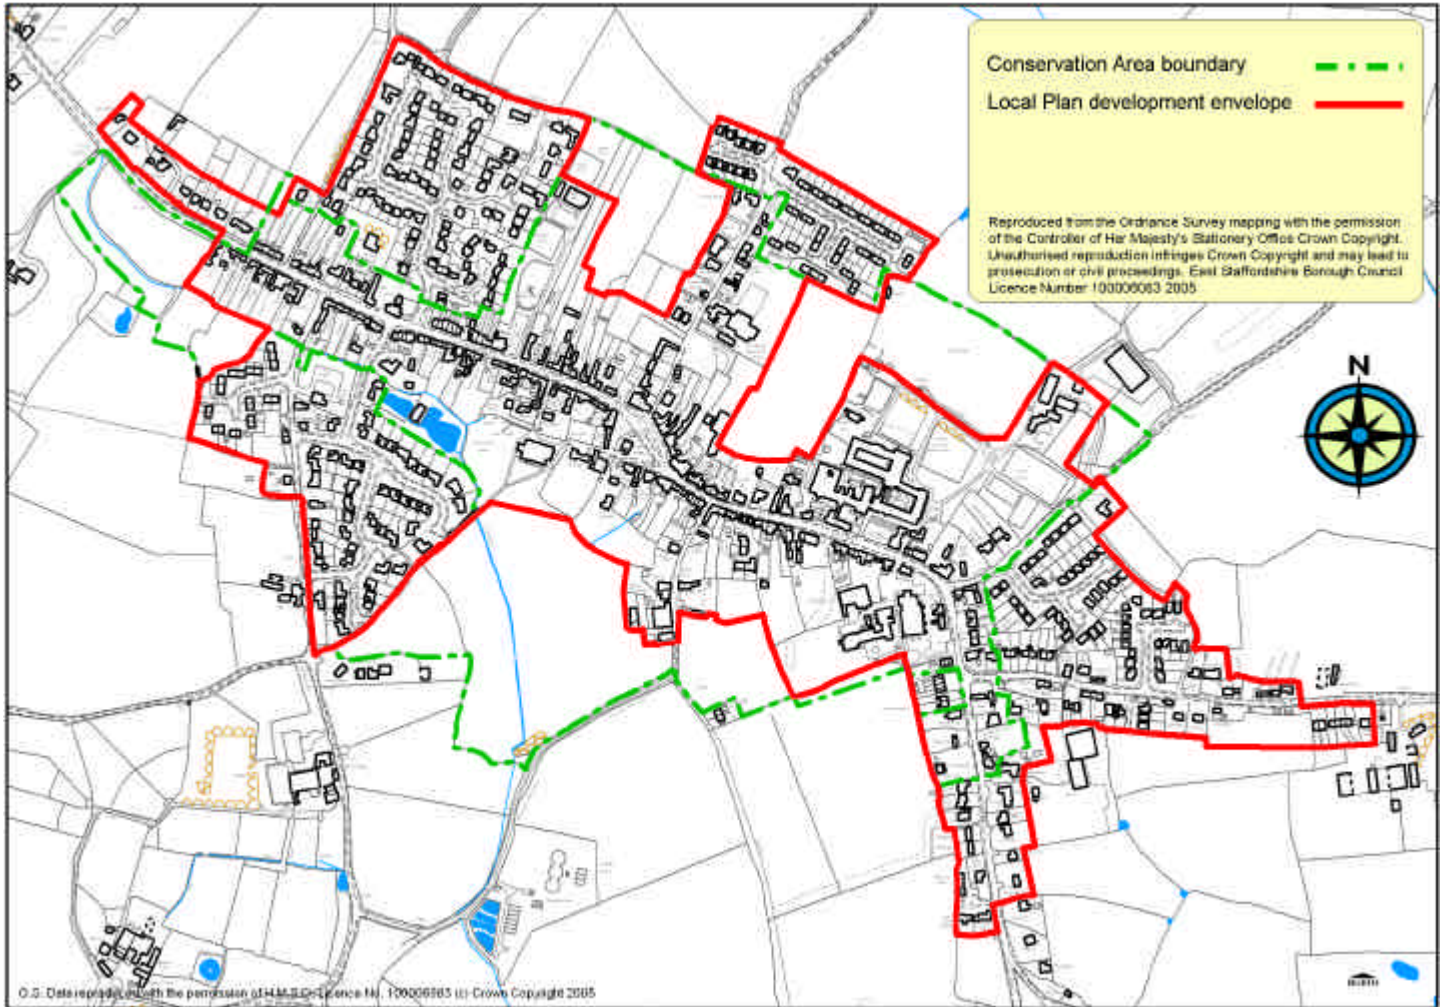 Conservation Area boundary
Local Plan development envelope
Reproduced from the Ordnance Survey mapping with the permission
of the Controller of Her Majesty's Stationery Office Crown Copyright.
Unauthorised reproduction infringes Crown Copyright and may lead to
prosecution or civil proceedings. East Staffordshire Borough Council
Licence Number 100006063 2005
N
O.S. Data reproduced with the permission of H.M.S.O. Licence No. (c) Crown Copyright 2005